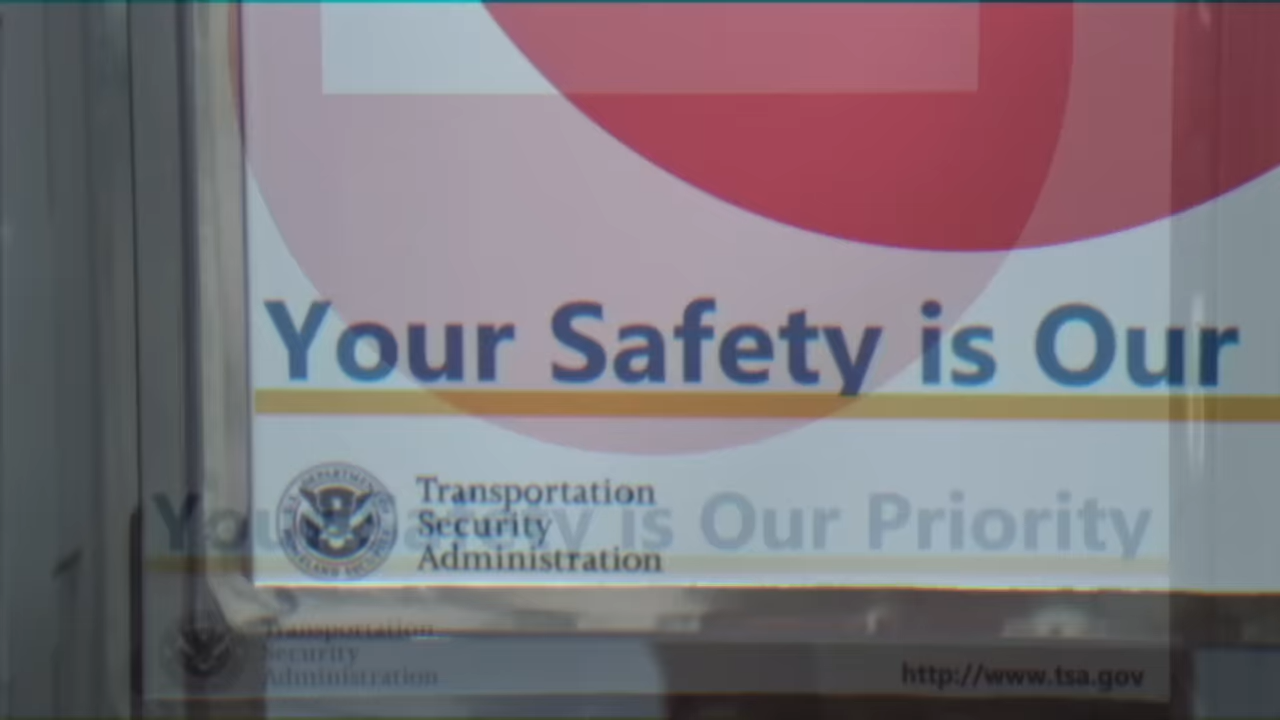 Your Safety is Our
Transportation
Security
Administration
Your Safety is Our Priority
Transportation
Security
Administration
http://www.tsa.gov